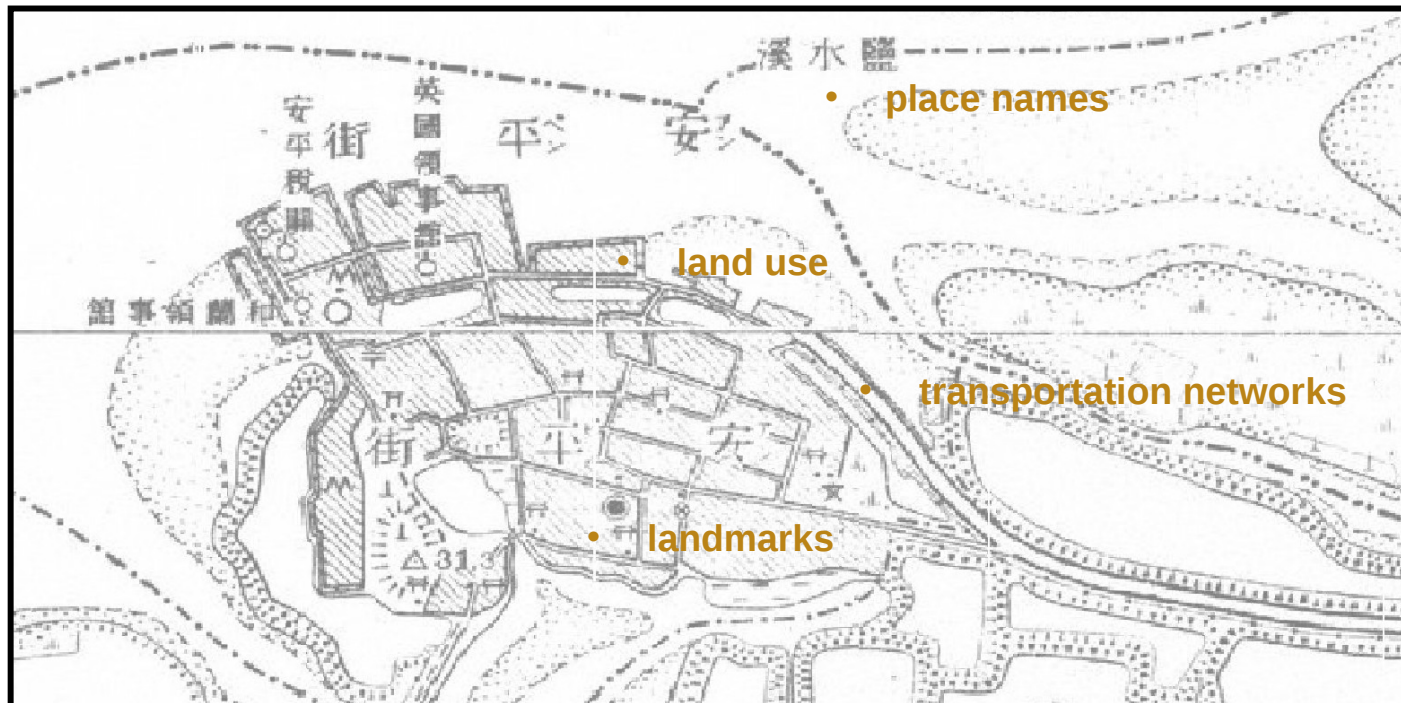 鹽水溪
• place names
英國領事館
安平稅關
安平街
• land use
和蘭領事館
• transportation networks
安平街
• landmarks
31.3